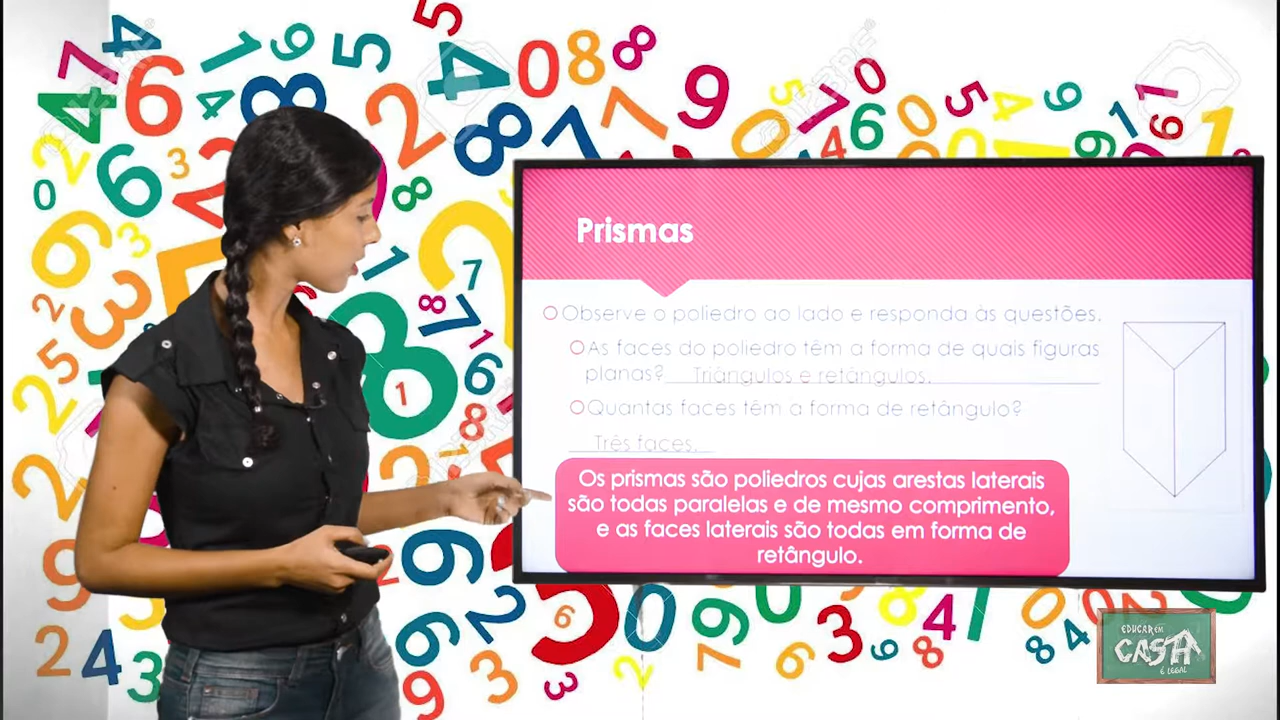 Prismas
Observe o poliedro ao lado e responda às questões.
As faces do poliedro têm a forma de quais figuras
planas? Triângulos e retângulos.
Quantas faces têm a forma de retângulo?
Três faces.
Os prismas são poliedros cujas arestas laterais
são todas paralelas e de mesmo comprimento,
e as faces laterais são todas em forma de
retângulo.
EDUCAR EM
CASA
É LEGAL